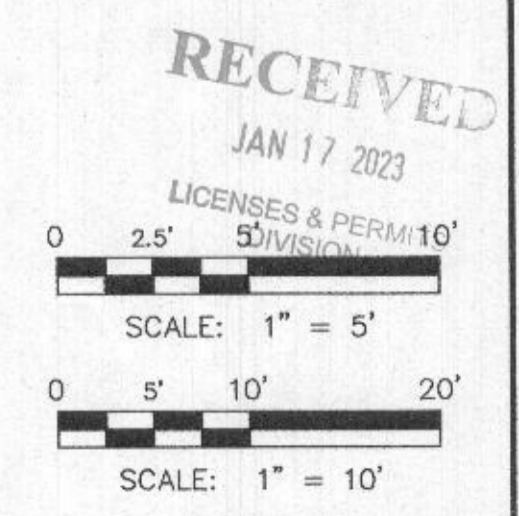 RECEIVED
JAN 17 2023
LICENSES & PERMITS
DIVISION
0 2.5' 5' 10'
SCALE: 1" = 5'
0 5' 10' 20'
SCALE: 1" = 10'